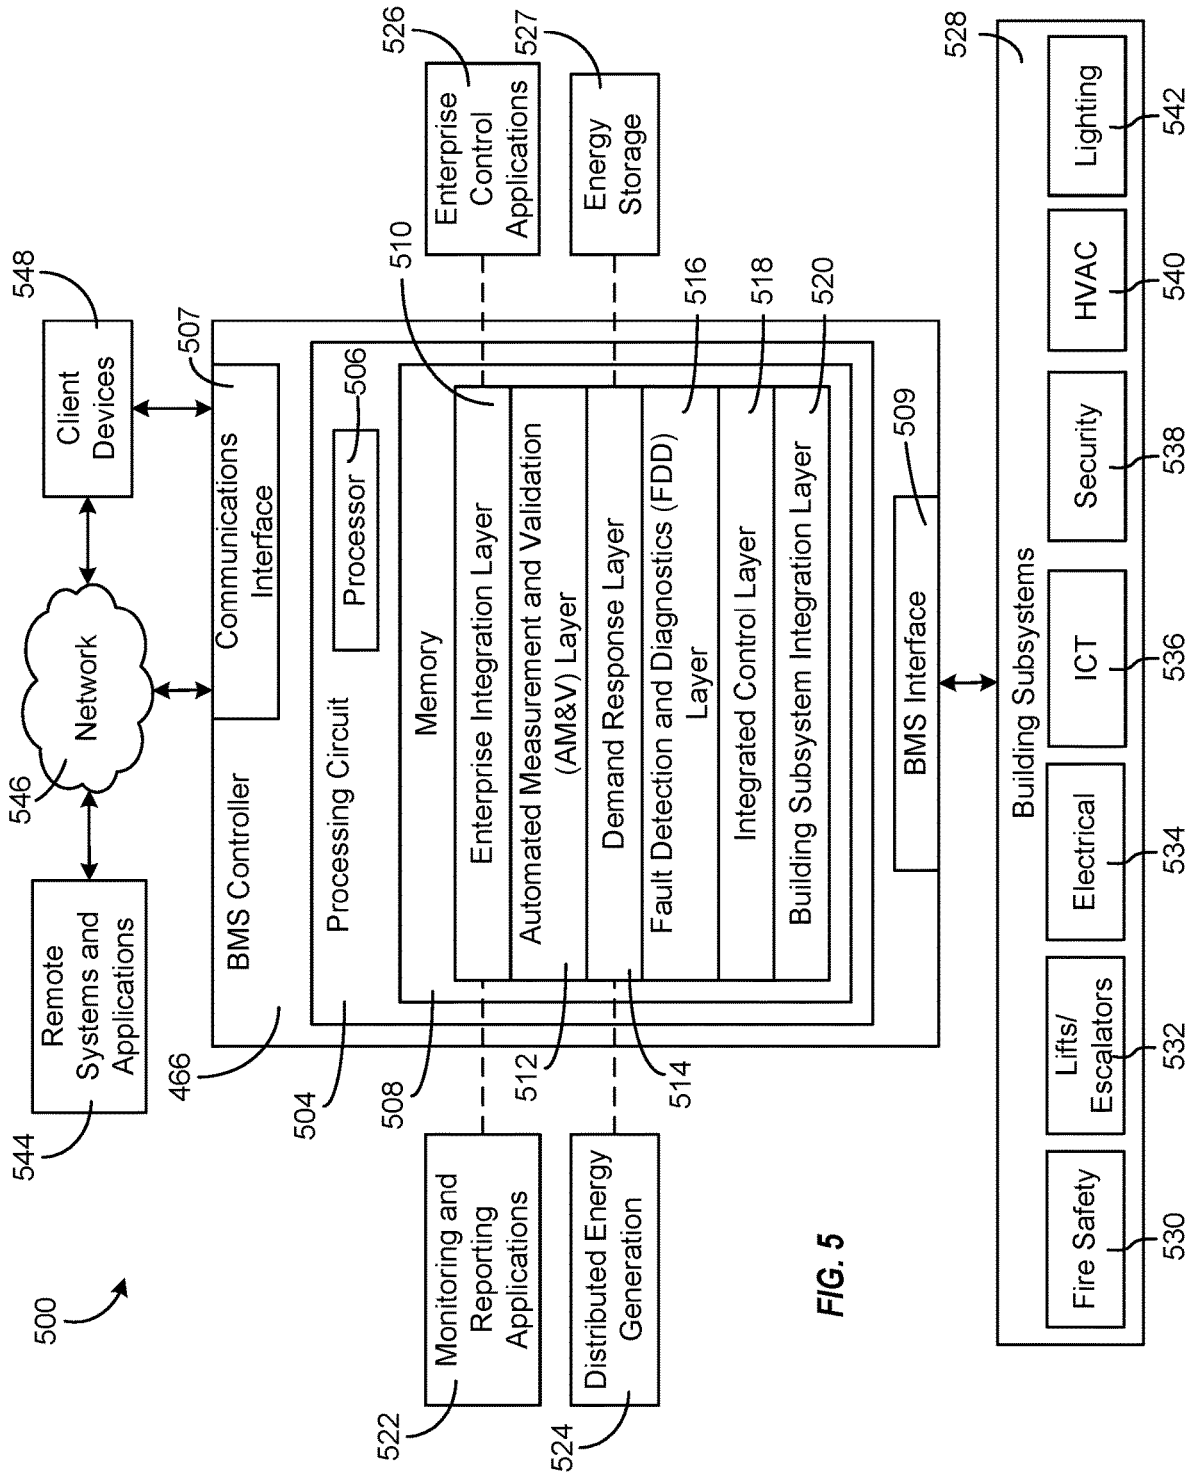 500
544
Remote
Systems and
Applications
546
Network
548
Client
Devices
466
BMS Controller
Communications
Interface
507
504
Processing Circuit
Processor
506
508
Memory
510
Enterprise Integration Layer
512
Automated Measurement and Validation
(AM&V) Layer
514
Demand Response Layer
Fault Detection and Diagnostics (FDD)
Layer
516
Integrated Control Layer
518
Building Subsystem Integration Layer
520
522
Monitoring and
Reporting
Applications
524
Distributed Energy
Generation
526
Enterprise
Control
Applications
527
Energy
Storage
BMS Interface
509
FIG. 5
Building Subsystems
528
Fire Safety
Lifts/
Escalators
Electrical
ICT
Security
HVAC
Lighting
530
532
534
536
538
540
542